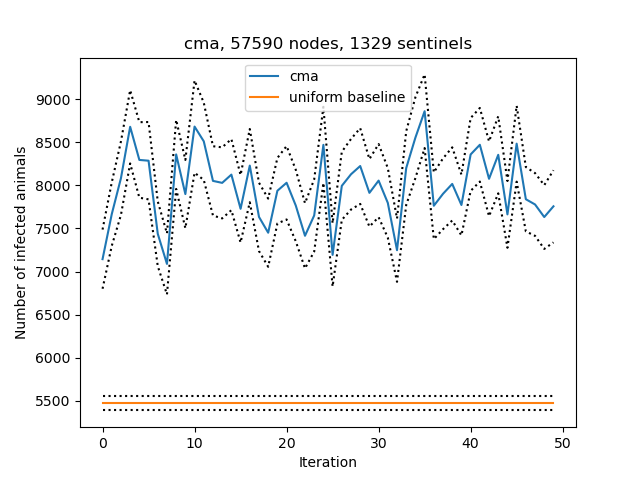 cma, 57590 nodes, 1329 sentinels
cma
uniform baseline
Number of infected animals
9000
8500
8000
7500
7000
6500
6000
5500
0 10 20 30 40 50
Iteration